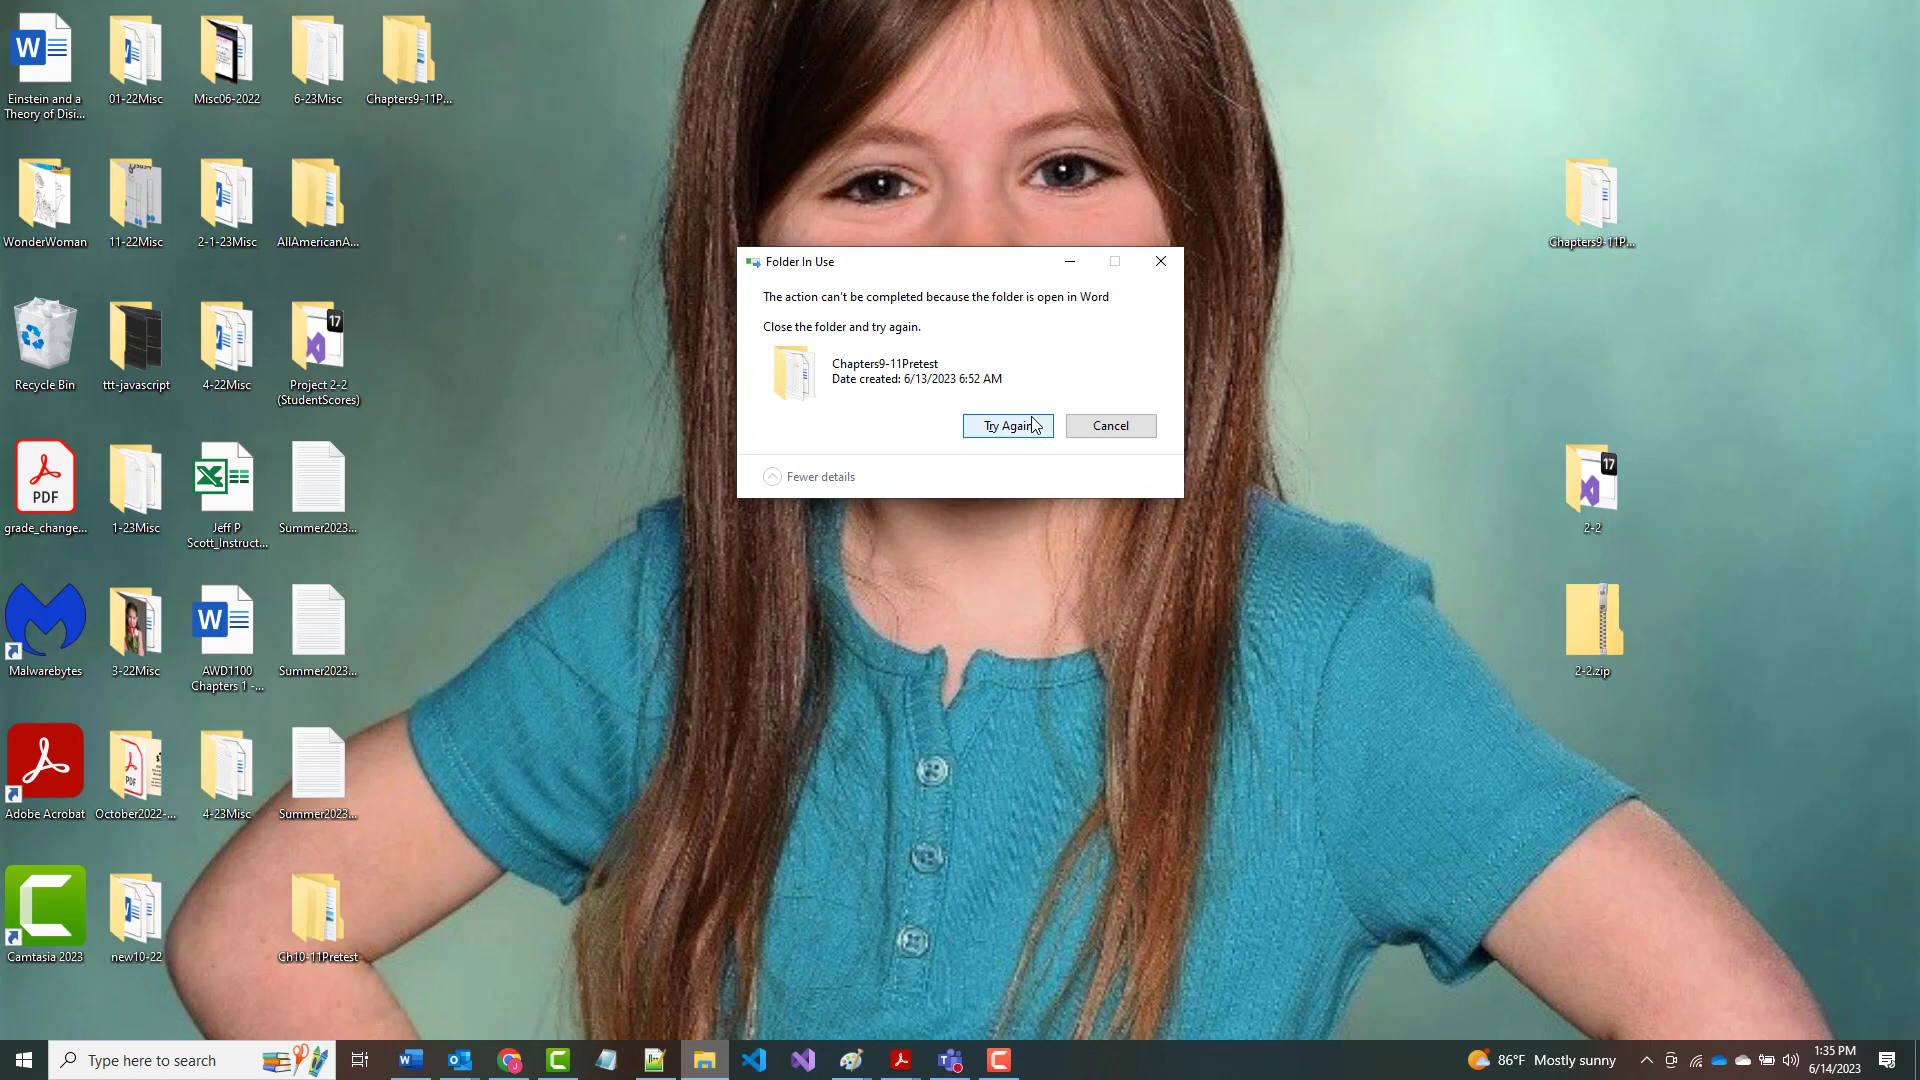 Einstein and a
Theory of Disi...
01-22Misc
Misc06-2022
6-23Misc
Chapters9-11P...
WonderWoman
11-22Misc
2-1-23Misc
AllAmericanA...
Chapters9-11P...
Folder In Use
The action can't be completed because the folder is open in Word
Close the folder and try again.
Chapters9-11Pretest
Date created: 6/13/2023 6:52 AM
Try Again
Cancel
Fewer details
Recycle Bin
ttt-javascript
4-22Misc
17
Project 2-2
(StudentScores)
PDF
grade_change...
1-23Misc
Jeff P
Scott_Instruct...
Summer2023...
17
2-2
Malwarebytes
3-22Misc
AWD1100
Chapters 1 -...
Summer2023...
2-2.zip
Adobe Acrobat
October2022-...
4-23Misc
Summer2023...
Camtasia 2023
new10-22
Ch10-11Pretest
Type here to search
86°F Mostly sunny
1:35 PM
6/14/2023